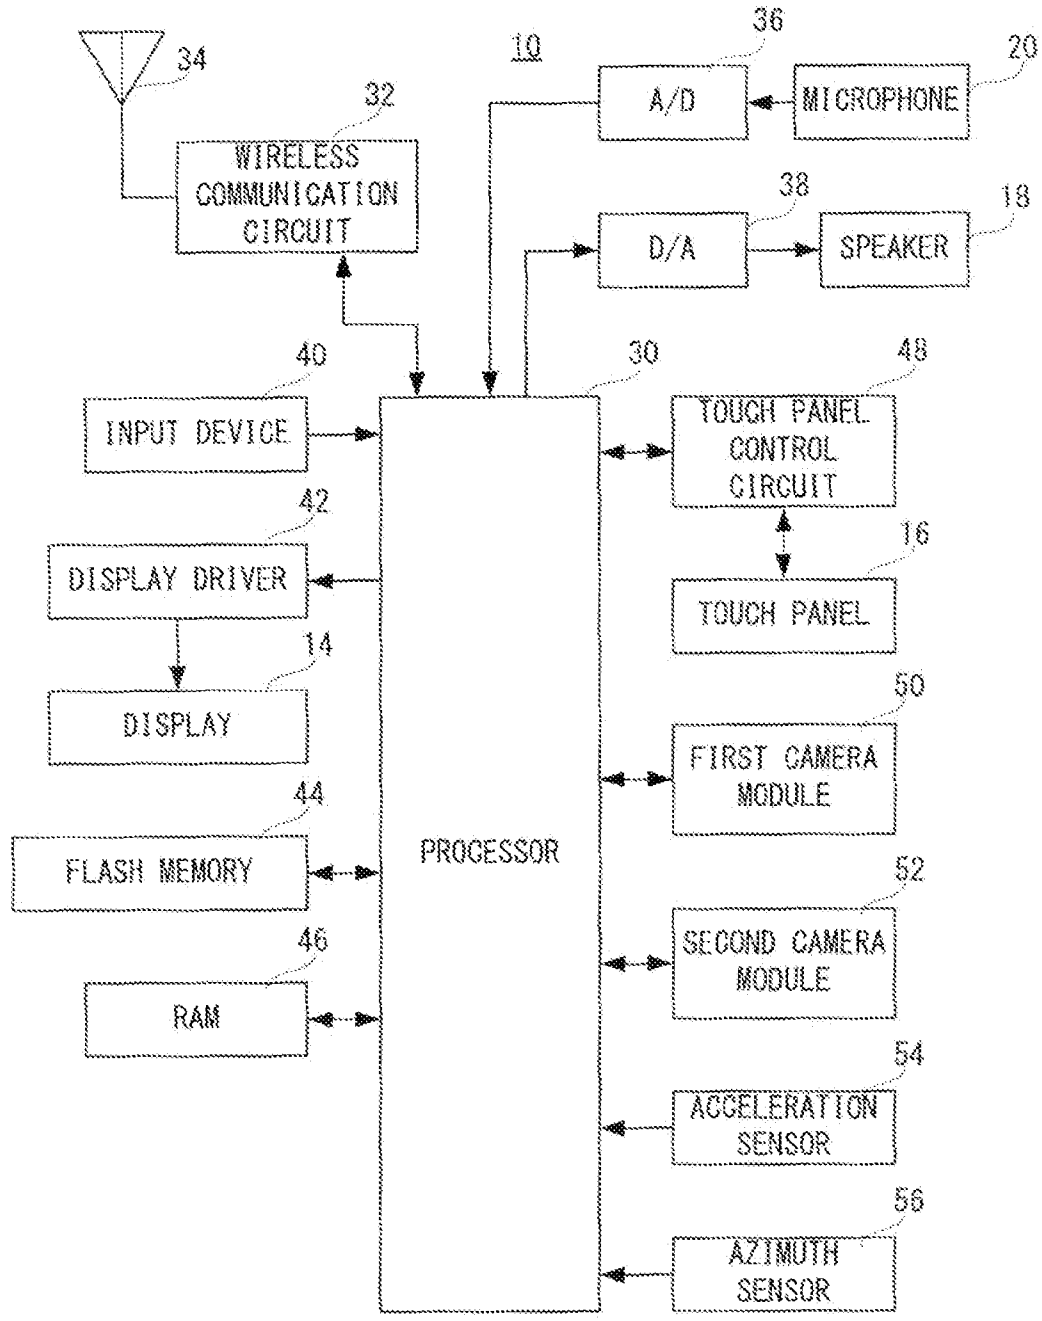 10
34
36
A/D
20
MICROPHONE
32
WIRELESS
COMMUNICATION
CIRCUIT
38
D/A
18
SPEAKER
40
INPUT DEVICE
30
PROCESSOR
48
TOUCH PANEL
CONTROL
CIRCUIT
42
DISPLAY DRIVER
16
TOUCH PANEL
14
DISPLAY
50
FIRST CAMERA
MODULE
44
FLASH MEMORY
52
SECOND CAMERA
MODULE
46
RAM
54
ACCELERATION
SENSOR
56
AZIMUTH
SENSOR